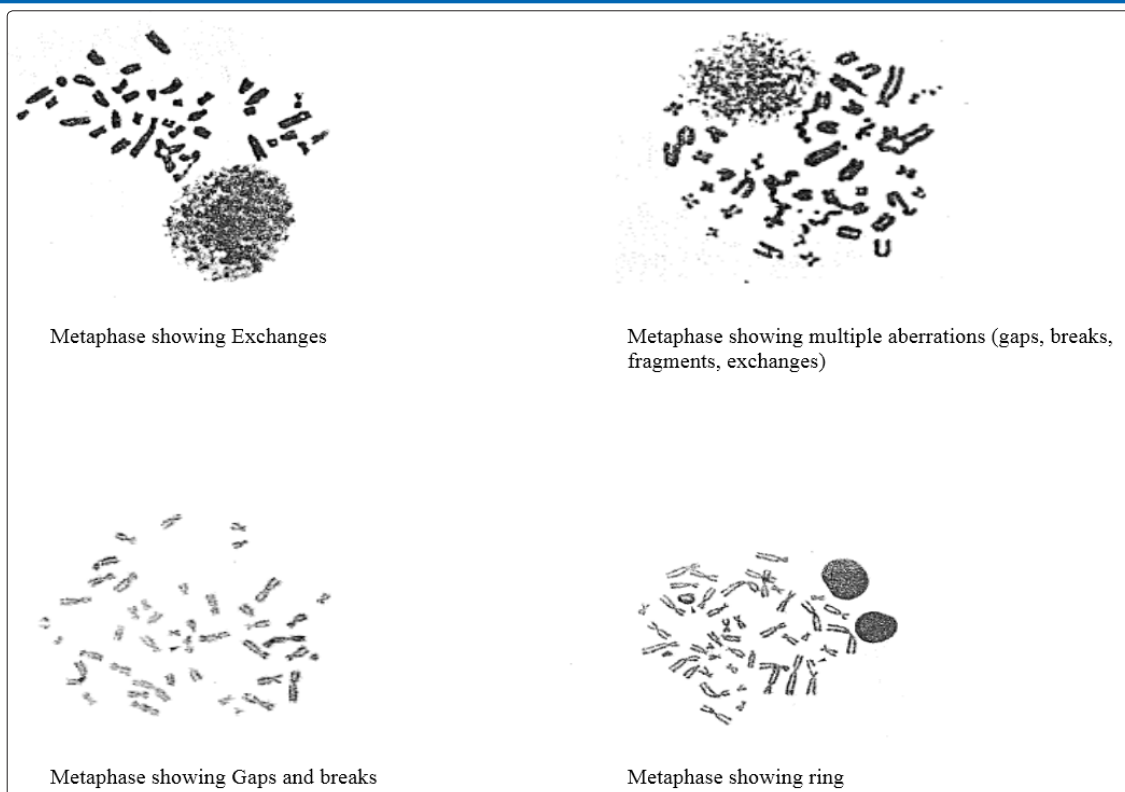 Metaphase showing Exchanges
Metaphase showing multiple aberrations (gaps, breaks,
fragments, exchanges)
Metaphase showing Gaps and breaks
Metaphase showing ring